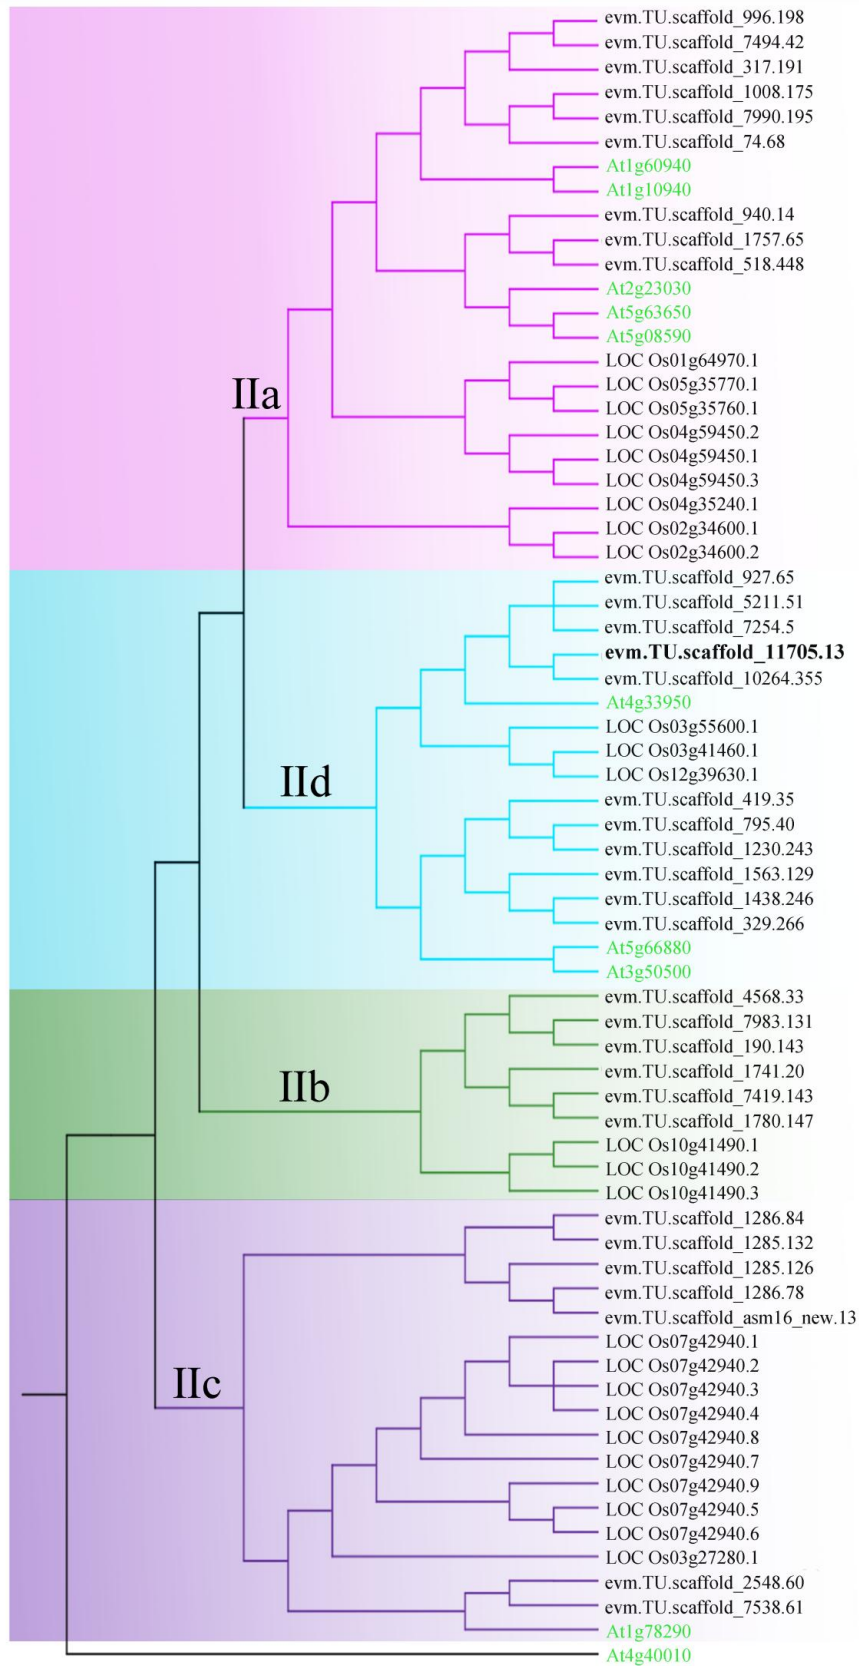 evm.TU.scaffold_996.198
evm.TU.scaffold_7494.42
evm.TU.scaffold_317.191
evm.TU.scaffold_1008.175
evm.TU.scaffold_7990.195
evm.TU.scaffold_74.68
At1g60940
At1g10940
evm.TU.scaffold_940.14
evm.TU.scaffold_1757.65
evm.TU.scaffold_518.448
At2g23030
At5g63650
At5g08590
LOC Os01g64970.1
LOC Os05g35770.1
IIa
LOC Os05g35760.1
LOC Os04g59450.2
LOC Os04g59450.1
LOC Os04g59450.3
LOC Os04g35240.1
LOC Os02g34600.1
LOC Os02g34600.2
evm.TU.scaffold_927.65
evm.TU.scaffold_5211.51
evm.TU.scaffold_7254.5
evm.TU.scaffold_11705.13
evm.TU.scaffold_10264.355
At4g33950
LOC Os03g55600.1
LOC Os03g41460.1
LOC Os12g39630.1
IId
evm.TU.scaffold_419.35
evm.TU.scaffold_795.40
evm.TU.scaffold_1230.243
evm.TU.scaffold_1563.129
evm.TU.scaffold_1438.246
evm.TU.scaffold_329.266
At5g66880
At3g50500
evm.TU.scaffold_4568.33
evm.TU.scaffold_7983.131
evm.TU.scaffold_190.143
evm.TU.scaffold_1741.20
IIb
evm.TU.scaffold_7419.143
evm.TU.scaffold_1780.147
LOC Os10g41490.1
LOC Os10g41490.2
LOC Os10g41490.3
evm.TU.scaffold_1286.84
evm.TU.scaffold_1285.132
evm.TU.scaffold_1285.126
evm.TU.scaffold_1286.78
evm.TU.scaffold_asm16_new.13
LOC Os07g42940.1
LOC Os07g42940.2
IIc
LOC Os07g42940.3
LOC Os07g42940.4
LOC Os07g42940.8
LOC Os07g42940.7
LOC Os07g42940.9
LOC Os07g42940.5
LOC Os07g42940.6
LOC Os03g27280.1
evm.TU.scaffold_2548.60
evm.TU.scaffold_7538.61
At1g78290
At4g40010